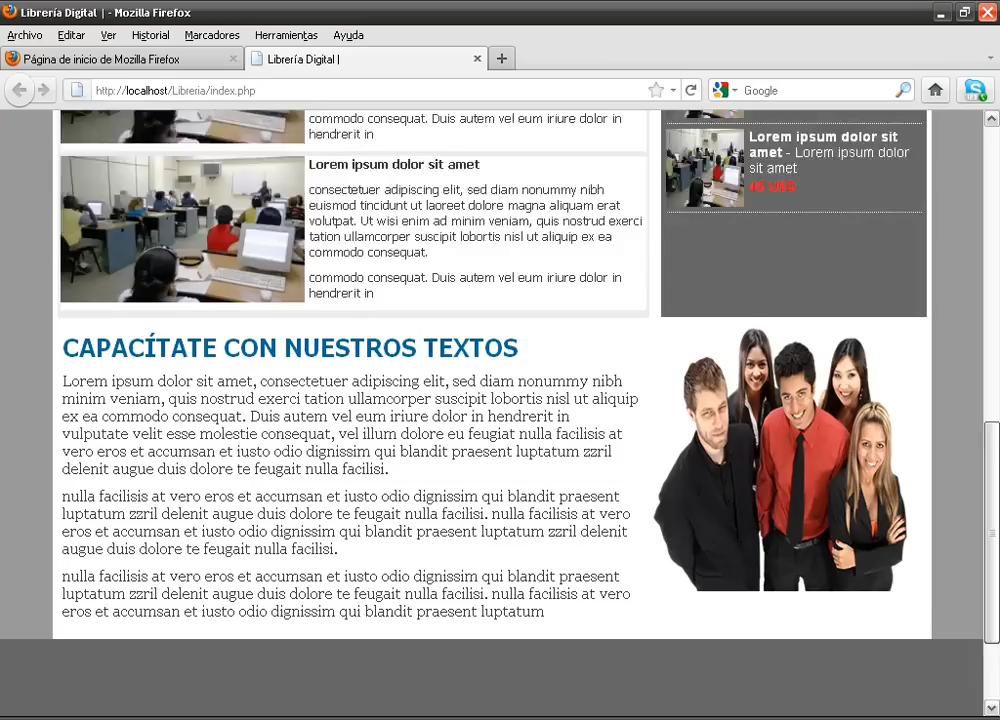 Librería Digital | - Mozilla Firefox
Archivo Editar Ver Historial Marcadores Herramientas Ayuda
Página de inicio de Mozilla Firefox
Librería Digital |
http://localhost/Libreria/index.php
Google
commodo consequat. Duis autem vel eum iriure dolor in
hendrerit in
Lorem ipsum dolor sit amet
consectetuer adipiscing elit, sed diam nonummy nibh
euismod tincidunt ut laoreet dolore magna aliquam erat
volutpat. Ut wisi enim ad minim veniam, quis nostrud exerci
tation ullamcorper suscipit lobortis nisl ut aliquip ex ea
commodo consequat.
commodo consequat. Duis autem vel eum iriure dolor in
hendrerit in
Lorem ipsum dolor sit
amet - Lorem ipsum dolor
sit amet
CAPACÍTATE CON NUESTROS TEXTOS
Lorem ipsum dolor sit amet, consectetuer adipiscing elit, sed diam nonummy nibh
minim veniam, quis nostrud exerci tation ullamcorper suscipit lobortis nisl ut aliquip
ex ea commodo consequat. Duis autem vel eum iriure dolor in hendrerit in
vulputate velit esse molestie consequat, vel illum dolore eu feugiat nulla facilisis at
vero eros et accumsan et iusto odio dignissim qui blandit praesent luptatum zzril
delenit augue duis dolore te feugait nulla facilisi.
nulla facilisis at vero eros et accumsan et iusto odio dignissim qui blandit praesent
luptatum zzril delenit augue duis dolore te feugait nulla facilisi. nulla facilisis at vero
eros et accumsan et iusto odio dignissim qui blandit praesent luptatum zzril delenit
augue duis dolore te feugait nulla facilisi.
nulla facilisis at vero eros et accumsan et iusto odio dignissim qui blandit praesent
luptatum zzril delenit augue duis dolore te feugait nulla facilisi. nulla facilisis at vero
eros et accumsan et iusto odio dignissim qui blandit praesent luptatum